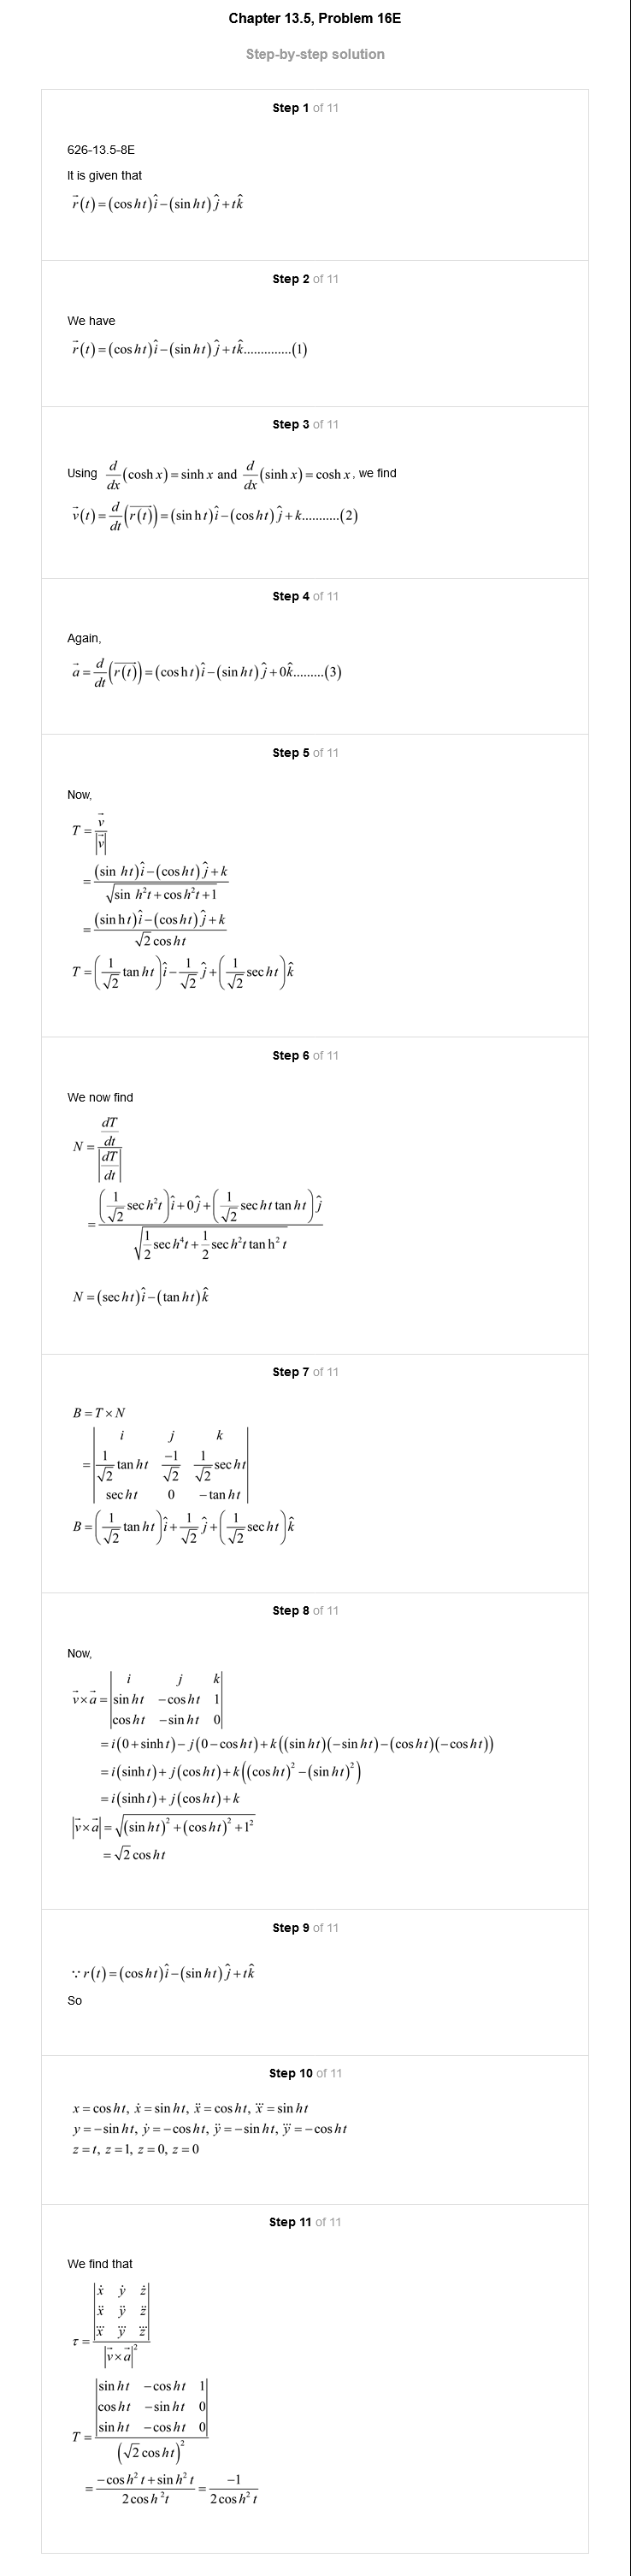 Chapter 13.5, Problem 16E
Step-by-step solution
Step 1 of 11
626-13.5-8E
It is given that
$\vec{r}(t)=(\cos ht)\hat{i}-(\sin ht)\hat{j}+t\hat{k}$
Step 2 of 11
We have
$\vec{r}(t)=(\cos ht)\hat{i}-(\sin ht)\hat{j}+t\hat{k}$..............(1)
Step 3 of 11
Using $\frac{d}{dx}(\cosh x)=\sinh x$ and $\frac{d}{dx}(\sinh x)=\cosh x$, we find
$\vec{v}(t)=\frac{d}{dt}(\overrightarrow{r(t)})=(\sin ht)\hat{i}-(\cos ht)\hat{j}+k$...........(2)
Step 4 of 11
Again,
$\vec{a}=\frac{d}{dt}(\overrightarrow{r(t)})=(\cos ht)\hat{i}-(\sin ht)\hat{j}+0\hat{k}$.........(3)
Step 5 of 11
Now,
$T=\frac{\vec{v}}{|\vec{v}|}$
$=\frac{(\sin ht)\hat{i}-(\cos ht)\hat{j}+k}{\sqrt{\sin h^2t+\cos h^2t+1}}$
$=\frac{(\sin ht)\hat{i}-(\cos ht)\hat{j}+k}{\sqrt{2}\cos ht}$
$T=\left(\frac{1}{\sqrt{2}}\tan ht\right)\hat{i}-\frac{1}{\sqrt{2}}\hat{j}+\left(\frac{1}{\sqrt{2}}\sec ht\right)\hat{k}$
Step 6 of 11
We now find
$N=\frac{\frac{dT}{dt}}{\left|\frac{dT}{dt}\right|}$
$=\frac{\left(\frac{1}{\sqrt{2}}\sec h^2t\right)\hat{i}+0\hat{j}+\left(\frac{1}{\sqrt{2}}\sec ht\tan ht\right)\hat{j}}{\sqrt{\frac{1}{2}\sec h^4t+\frac{1}{2}\sec h^2t\tan h^2t}}$
$N=(\sec ht)\hat{i}-(\tan ht)\hat{k}$
Step 7 of 11
$B=T\times N$
$=\begin{vmatrix} i & j & k \\ \frac{1}{\sqrt{2}}\tan ht & \frac{-1}{\sqrt{2}} & \frac{1}{\sqrt{2}}\sec ht \\ \sec ht & 0 & -\tan ht \end{vmatrix}$
$B=\left(\frac{1}{\sqrt{2}}\tan ht\right)\hat{i}+\frac{1}{\sqrt{2}}\hat{j}+\left(\frac{1}{\sqrt{2}}\sec ht\right)\hat{k}$
Step 8 of 11
Now,
$\vec{v}\times\vec{a}=\begin{vmatrix} i & j & k \\ \sin ht & -\cos ht & 1 \\ \cos ht & -\sin ht & 0 \end{vmatrix}$
$=i(0+\sinh t)-j(0-\cos ht)+k((\sin ht)(-\sin ht)-(\cos ht)(-\cos ht))$
$=i(\sinh t)+j(\cos ht)+k((\cos ht)^2-(\sin ht)^2)$
$=i(\sinh t)+j(\cos ht)+k$
$|\vec{v}\times\vec{a}|=\sqrt{(\sin ht)^2+(\cos ht)^2+1^2}$
$=\sqrt{2}\cos ht$
Step 9 of 11
$\because r(t)=(\cos ht)\hat{i}-(\sin ht)\hat{j}+t\hat{k}$
So
Step 10 of 11
$x=\cos ht,\ \dot{x}=\sin ht,\ \ddot{x}=\cos ht,\ \dddot{x}=\sin ht$
$y=-\sin ht,\ \dot{y}=-\cos ht,\ \ddot{y}=-\sin ht,\ \dddot{y}=-\cos ht$
$z=t,\ z=1,\ z=0,\ z=0$
Step 11 of 11
We find that
$\tau=\frac{\begin{vmatrix} \dot{x} & \dot{y} & \dot{z} \\ \ddot{x} & \ddot{y} & \ddot{z} \\ \dddot{x} & \dddot{y} & \dddot{z} \end{vmatrix}}{|\vec{v}\times\vec{a}|^2}$
$T=\frac{\begin{vmatrix} \sin ht & -\cos ht & 1 \\ \cos ht & -\sin ht & 0 \\ \sin ht & -\cos ht & 0 \end{vmatrix}}{(\sqrt{2}\cos ht)^2}$
$=\frac{-\cos h^2t+\sin h^2t}{2\cos h^2t}=\frac{-1}{2\cos h^2t}$